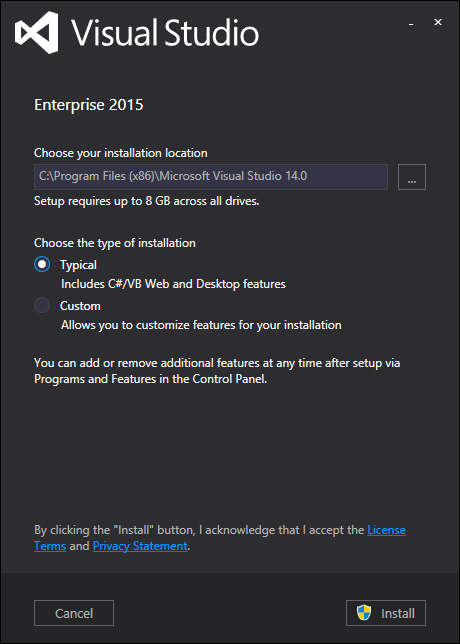 Visual Studio
Enterprise 2015
Choose your installation location
C:\Program Files (x86)\Microsoft Visual Studio 14.0
...
Setup requires up to 8 GB across all drives.
Choose the type of installation
Typical
Includes C#/VB Web and Desktop features
Custom
Allows you to customize features for your installation
You can add or remove additional features at any time after setup via
Programs and Features in the Control Panel.
By clicking the "Install" button, I acknowledge that I accept the License
Terms and Privacy Statement.
Cancel
Install